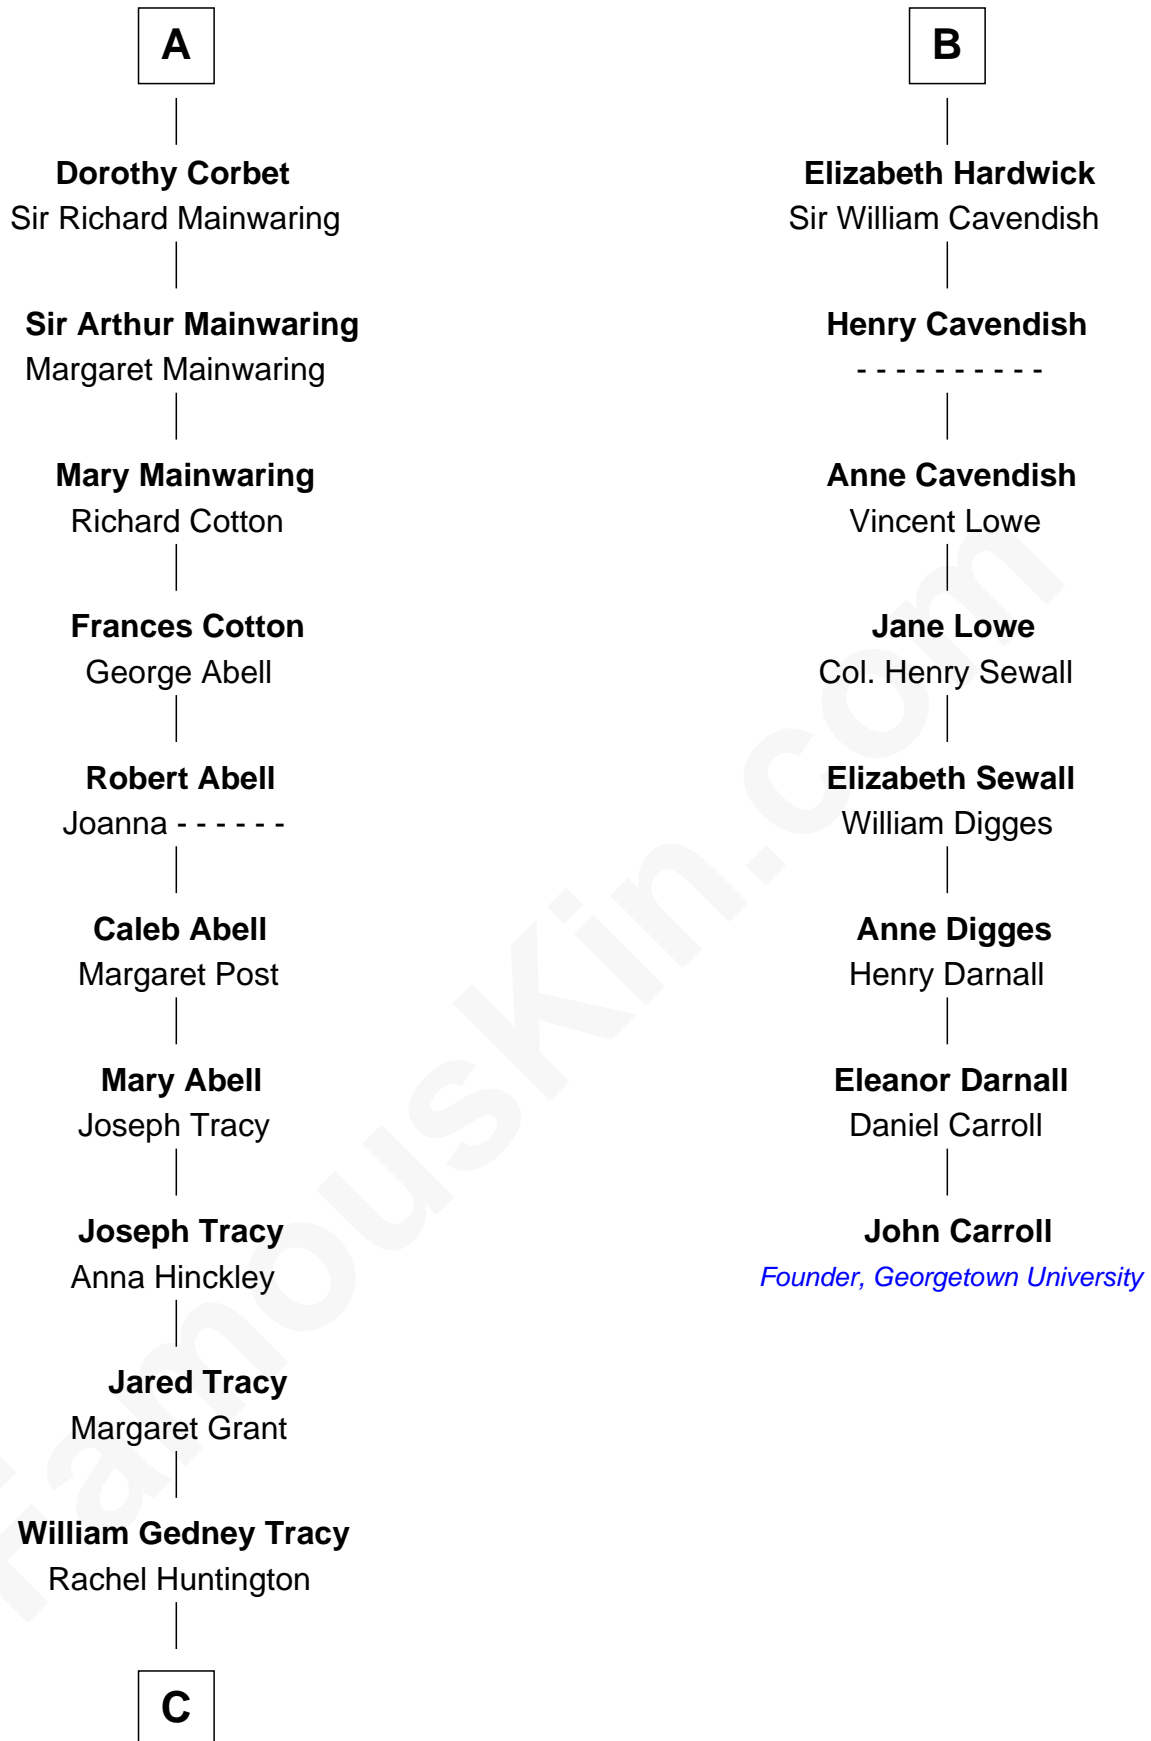 A
Dorothy Corbet
Sir Richard Mainwaring
Sir Arthur Mainwaring
Margaret Mainwaring
Mary Mainwaring
Richard Cotton
Frances Cotton
George Abell
Robert Abell
Joanna - - - - - -
Caleb Abell
Margaret Post
Mary Abell
Joseph Tracy
Joseph Tracy
Anna Hinckley
Jared Tracy
Margaret Grant
William Gedney Tracy
Rachel Huntington
C
B
Elizabeth Hardwick
Sir William Cavendish
Henry Cavendish
- - - - - - - - - -
Anne Cavendish
Vincent Lowe
Jane Lowe
Col. Henry Sewall
Elizabeth Sewall
William Digges
Anne Digges
Henry Darnall
Eleanor Darnall
Daniel Carroll
John Carroll
Founder, Georgetown University
FamousKin.com